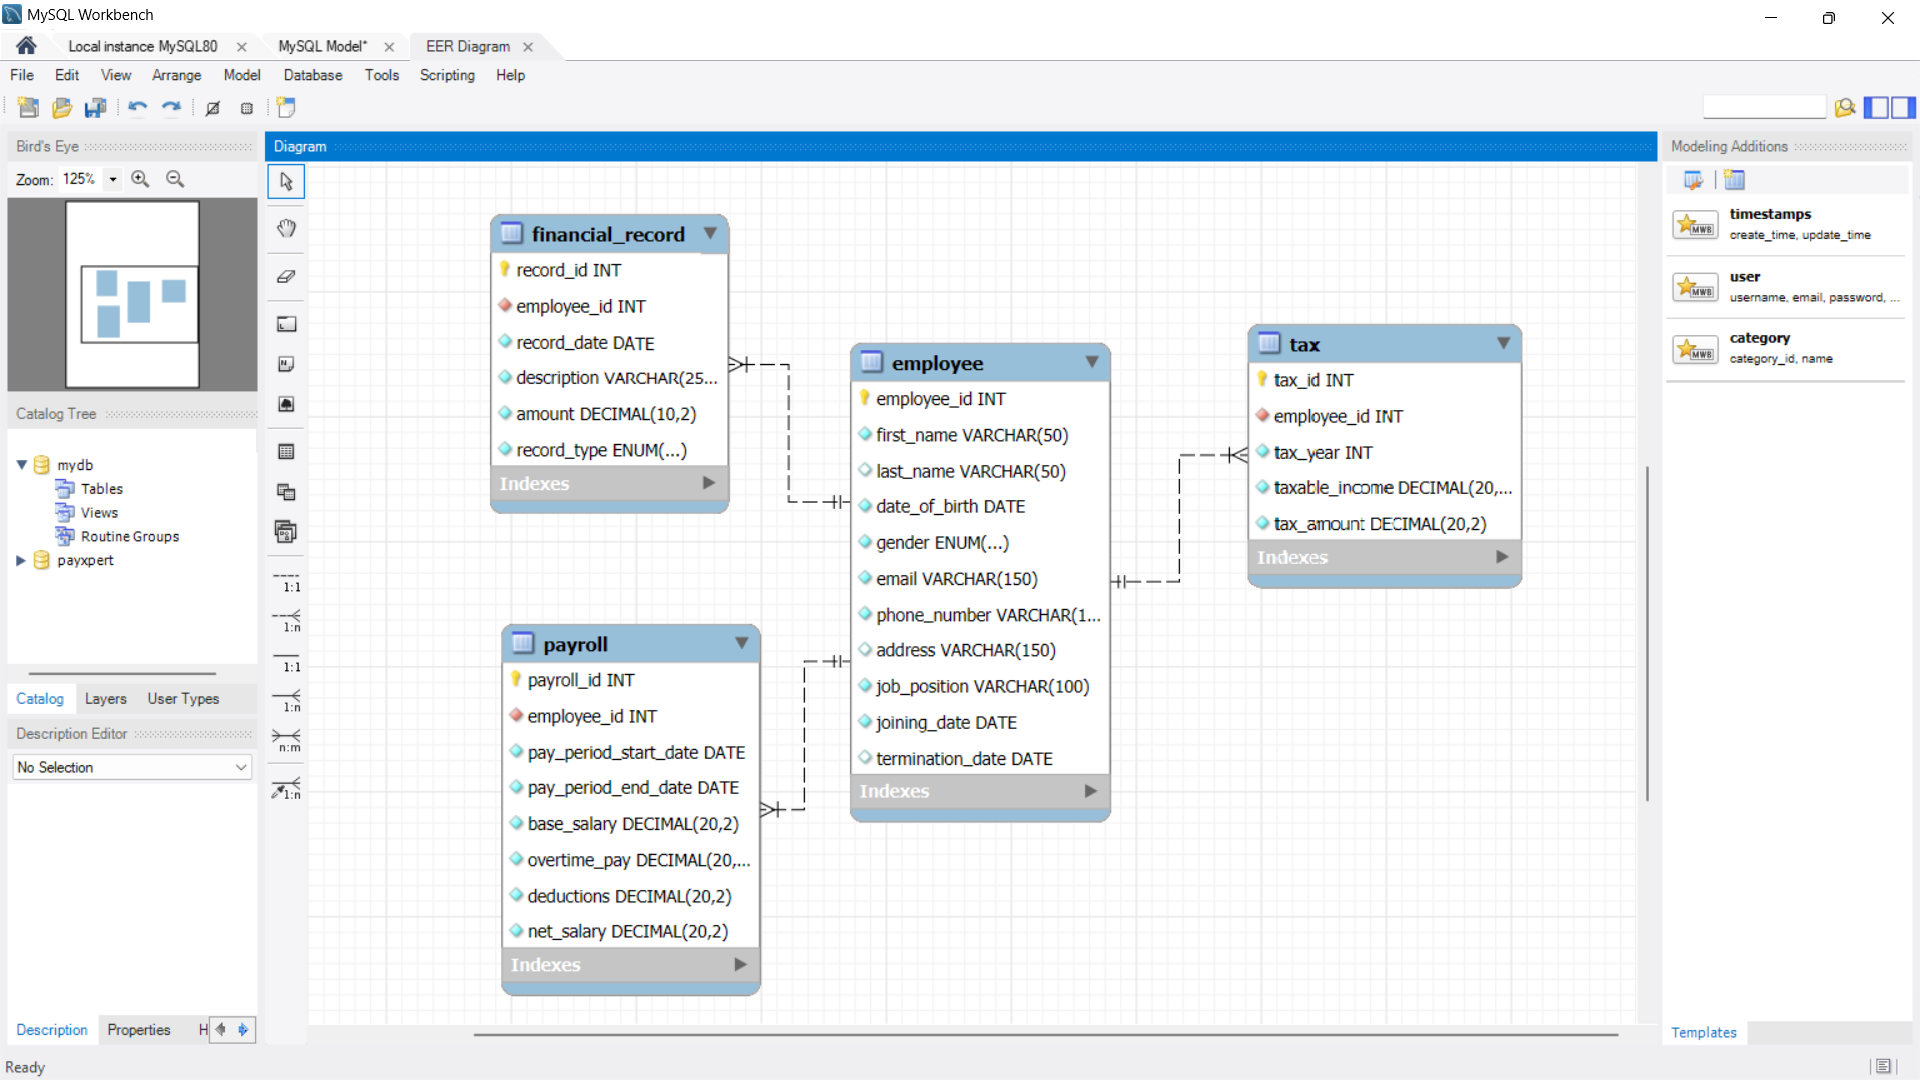 MySQL Workbench
Local instance MySQL80
MySQL Model*
EER Diagram
File Edit View Arrange Model Database Tools Scripting Help
Bird's Eye
Zoom: 125%
Catalog Tree
mydb
Tables
Views
Routine Groups
payxpert
Catalog Layers User Types
Description Editor
No Selection
Description Properties H
Ready
Diagram
1:1
1:n
1:1
1:n
n:m
1:n
financial_record
record_id INT
employee_id INT
record_date DATE
description VARCHAR(25...
amount DECIMAL(10,2)
record_type ENUM(...)
Indexes
payroll
payroll_id INT
employee_id INT
pay_period_start_date DATE
pay_period_end_date DATE
base_salary DECIMAL(20,2)
overtime_pay DECIMAL(20,...
deductions DECIMAL(20,2)
net_salary DECIMAL(20,2)
Indexes
employee
employee_id INT
first_name VARCHAR(50)
last_name VARCHAR(50)
date_of_birth DATE
gender ENUM(...)
email VARCHAR(150)
phone_number VARCHAR(1...
address VARCHAR(150)
job_position VARCHAR(100)
joining_date DATE
termination_date DATE
Indexes
tax
tax_id INT
employee_id INT
tax_year INT
taxable_income DECIMAL(20,...
tax_amount DECIMAL(20,2)
Indexes
Modeling Additions
MWB
timestamps
create_time, update_time
MWB
user
username, email, password, ...
MWB
category
category_id, name
Templates